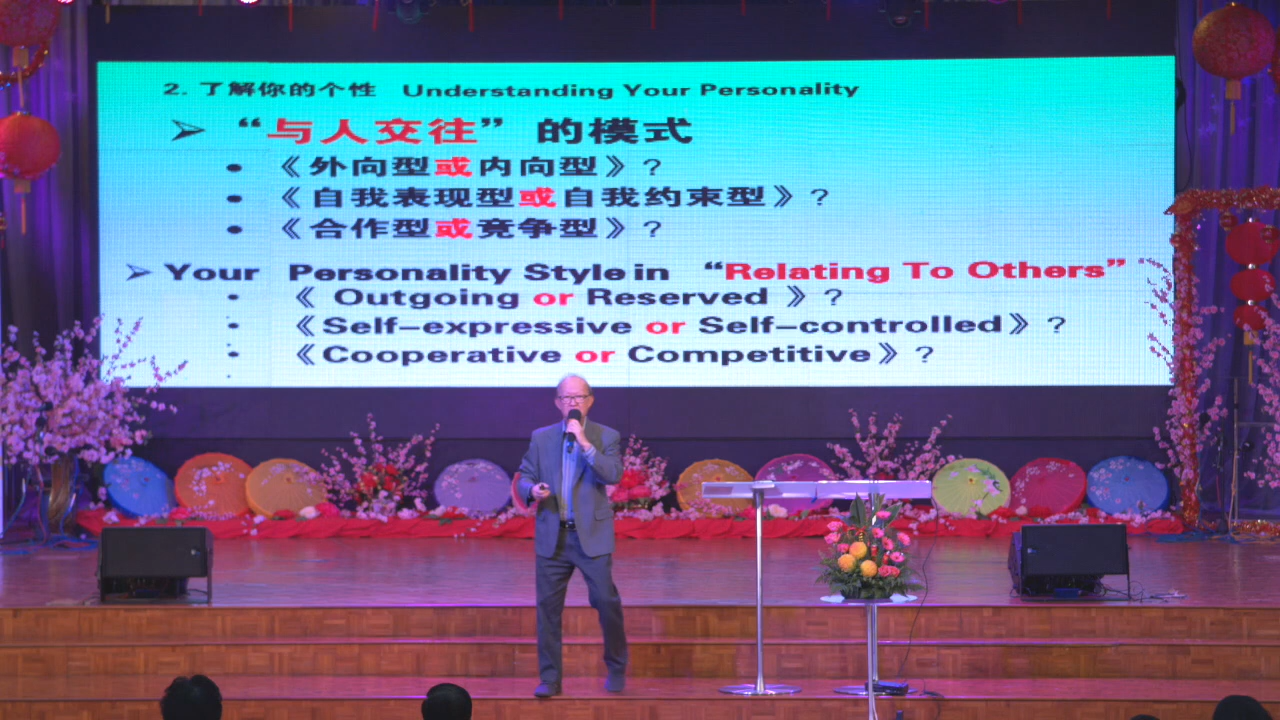 2. 了解你的个性 Understanding Your Personality
➢ “与人交往” 的模式
• 《外向型或内向型》?
• 《自我表现型或自我约束型》?
• 《合作型或竞争型》?
➢ Your Personality Style in “Relating To Others”
• 《 Outgoing or Reserved 》?
• 《Self-expressive or Self-controlled》?
• 《Cooperative or Competitive》?